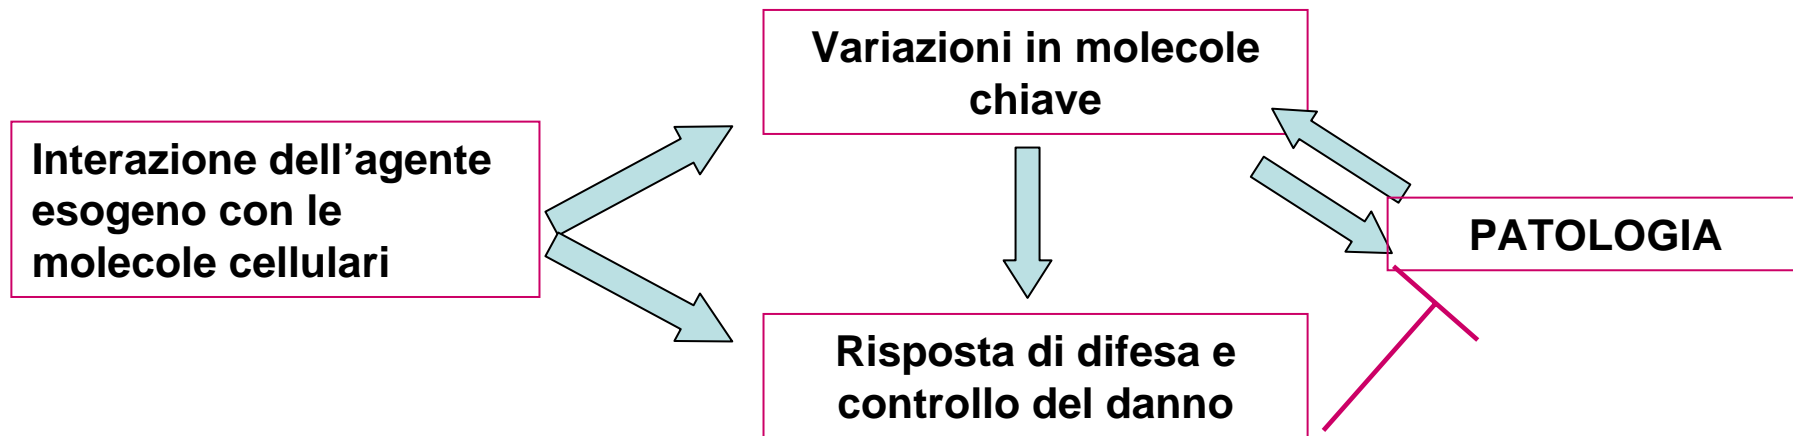 Variazioni in molecole
chiave
Interazione dell’agente
esogeno con le
molecole cellulari
PATOLOGIA
Risposta di difesa e
controllo del danno